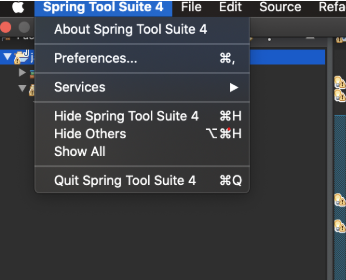 Spring Tool Suite 4 File Edit Source Refa
About Spring Tool Suite 4
Preferences... ⌘,
Services ▶
Hide Spring Tool Suite 4 ⌘H
Hide Others ⌥⌘H
Show All
Quit Spring Tool Suite 4 ⌘Q